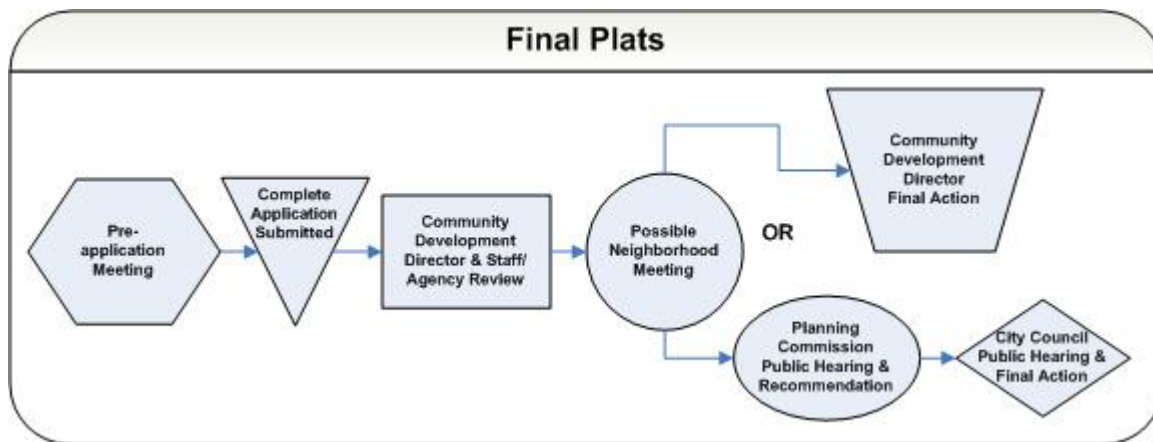 Final Plats
Pre-
application
Meeting
Complete
Application
Submitted
Community
Development
Director & Staff/
Agency Review
Possible
Neighborhood
Meeting
OR
Community
Development
Director
Final Action
Planning
Commission
Public Hearing &
Recommendation
City Council
Public Hearing &
Final Action